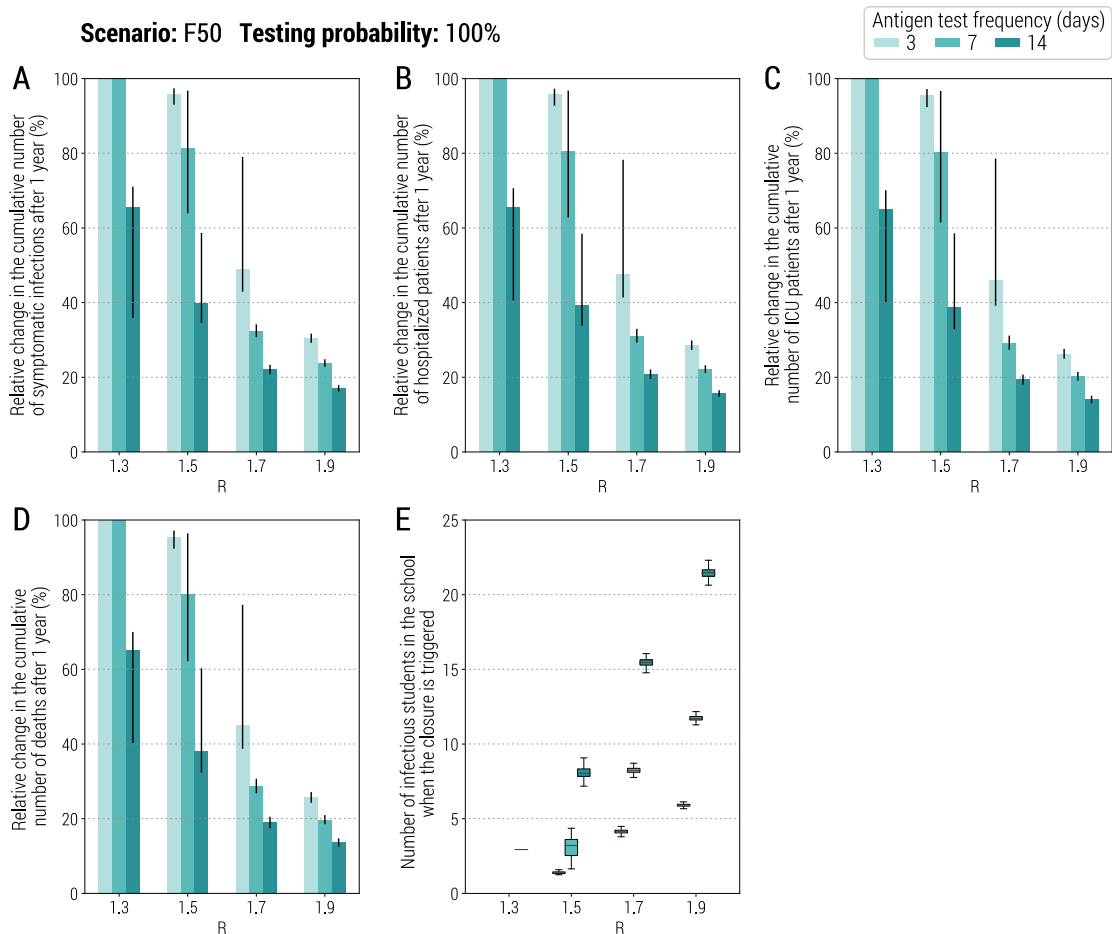 Scenario: F50 Testing probability: 100%
Antigen test frequency (days)
3 7 14
A
Relative change in the cumulative number
of symptomatic infections after 1 year (%)
100
80
60
40
20
0
1.3 1.5 1.7 1.9
R
B
Relative change in the cumulative number
of hospitalized patients after 1 year (%)
100
80
60
40
20
0
1.3 1.5 1.7 1.9
R
C
Relative change in the cumulative
number of ICU patients after 1 year (%)
100
80
60
40
20
0
1.3 1.5 1.7 1.9
R
D
Relative change in the cumulative
number of deaths after 1 year (%)
100
80
60
40
20
0
1.3 1.5 1.7 1.9
R
E
Number of infectious students in the school
when the closure is triggered
25
20
15
10
5
0
1.3 1.5 1.7 1.9
R